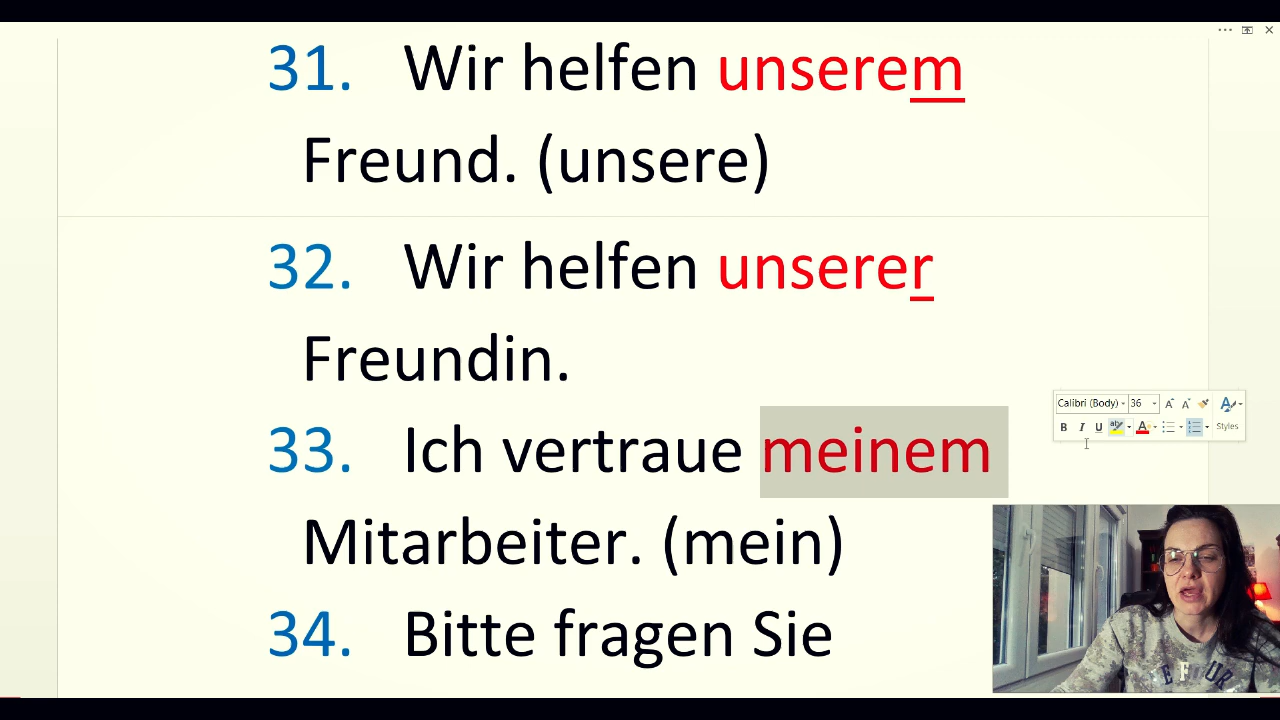 31. Wir helfen unserem
Freund. (unsere)
32. Wir helfen unserer
Freundin.
33. Ich vertraue meinem
Mitarbeiter. (mein)
34. Bitte fragen Sie
Calibri (Body) 36 A A A
B I U aby A Styles